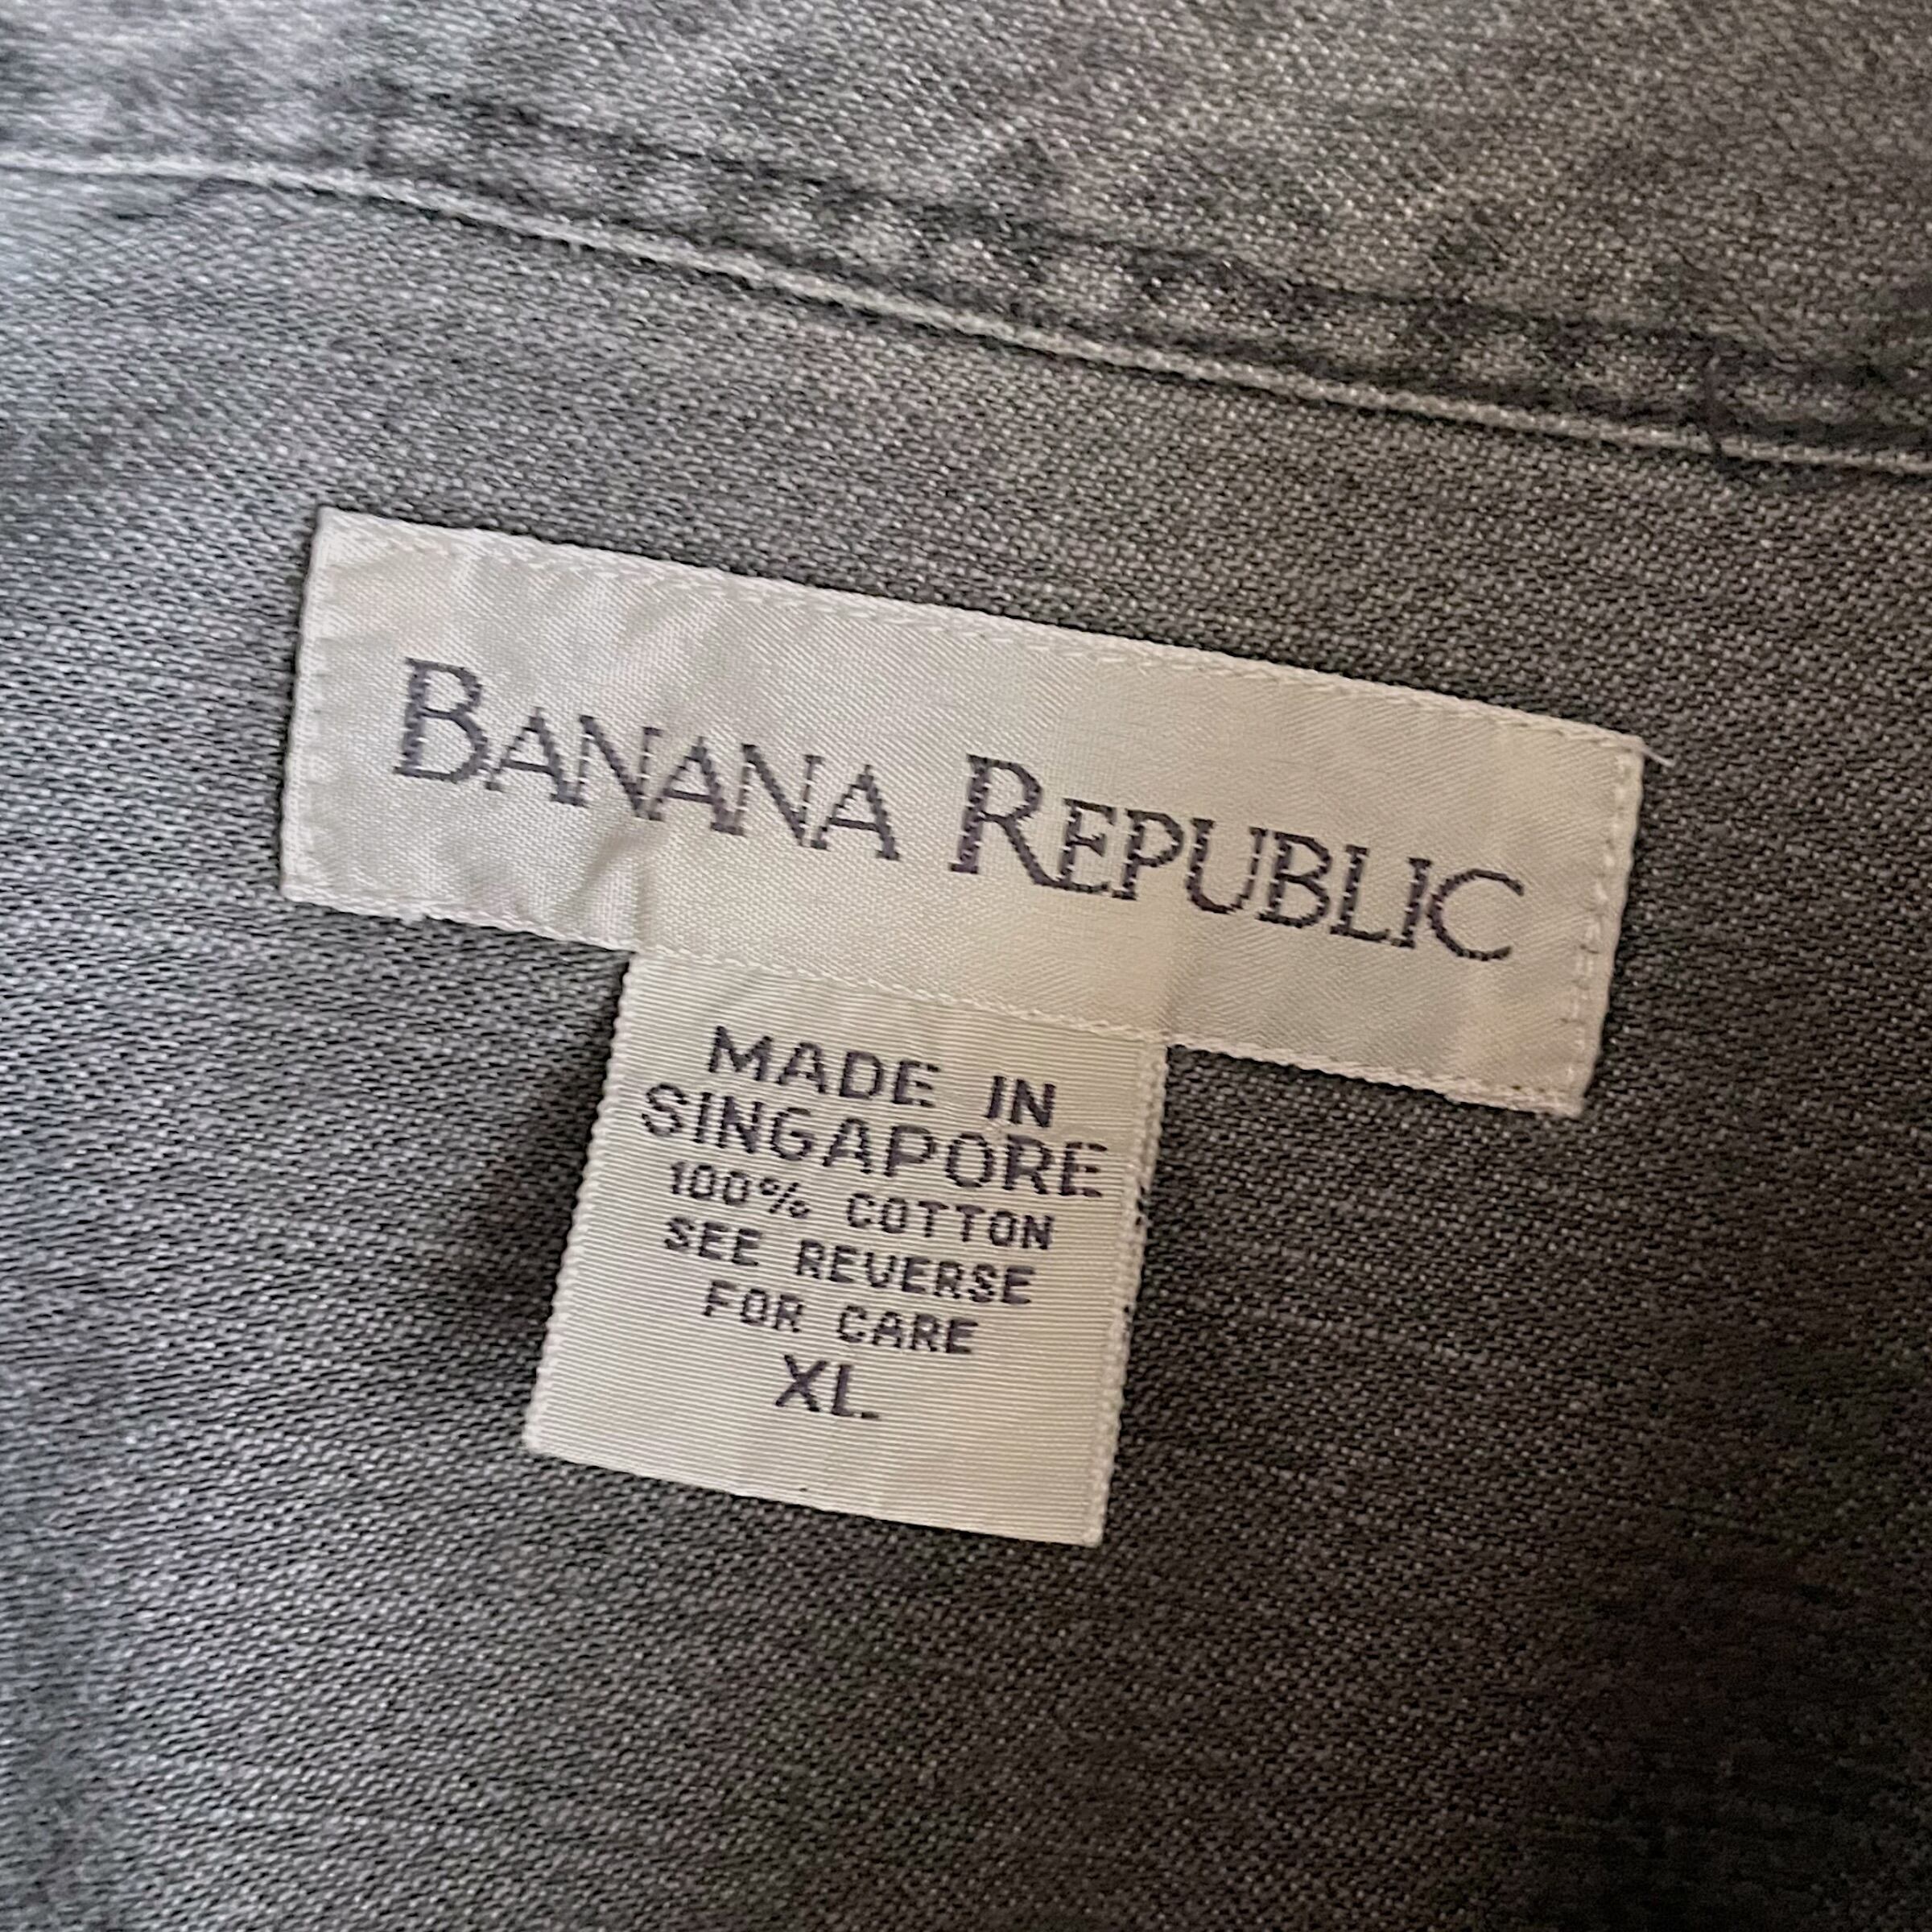 BANANA REPUBLIC
MADE IN
SINGAPORE
100% COTTON
SEE REVERSE
FOR CARE
XL